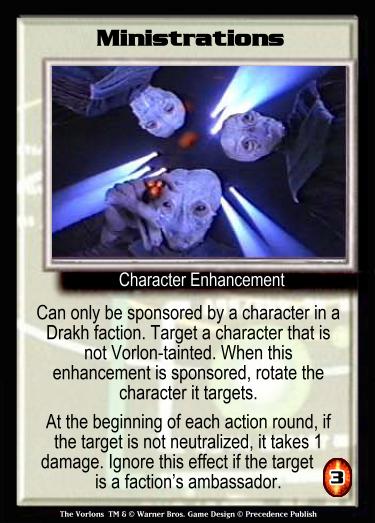 Ministrations
Character Enhancement
Can only be sponsored by a character in a
Drakh faction. Target a character that is
not Vorlon-tainted. When this
enhancement is sponsored, rotate the
character it targets.
At the beginning of each action round, if
the target is not neutralized, it takes 1
damage. Ignore this effect if the target
is a faction's ambassador.
3
The Vorlons TM & © Warner Bros. Game Design © Precedence Publish